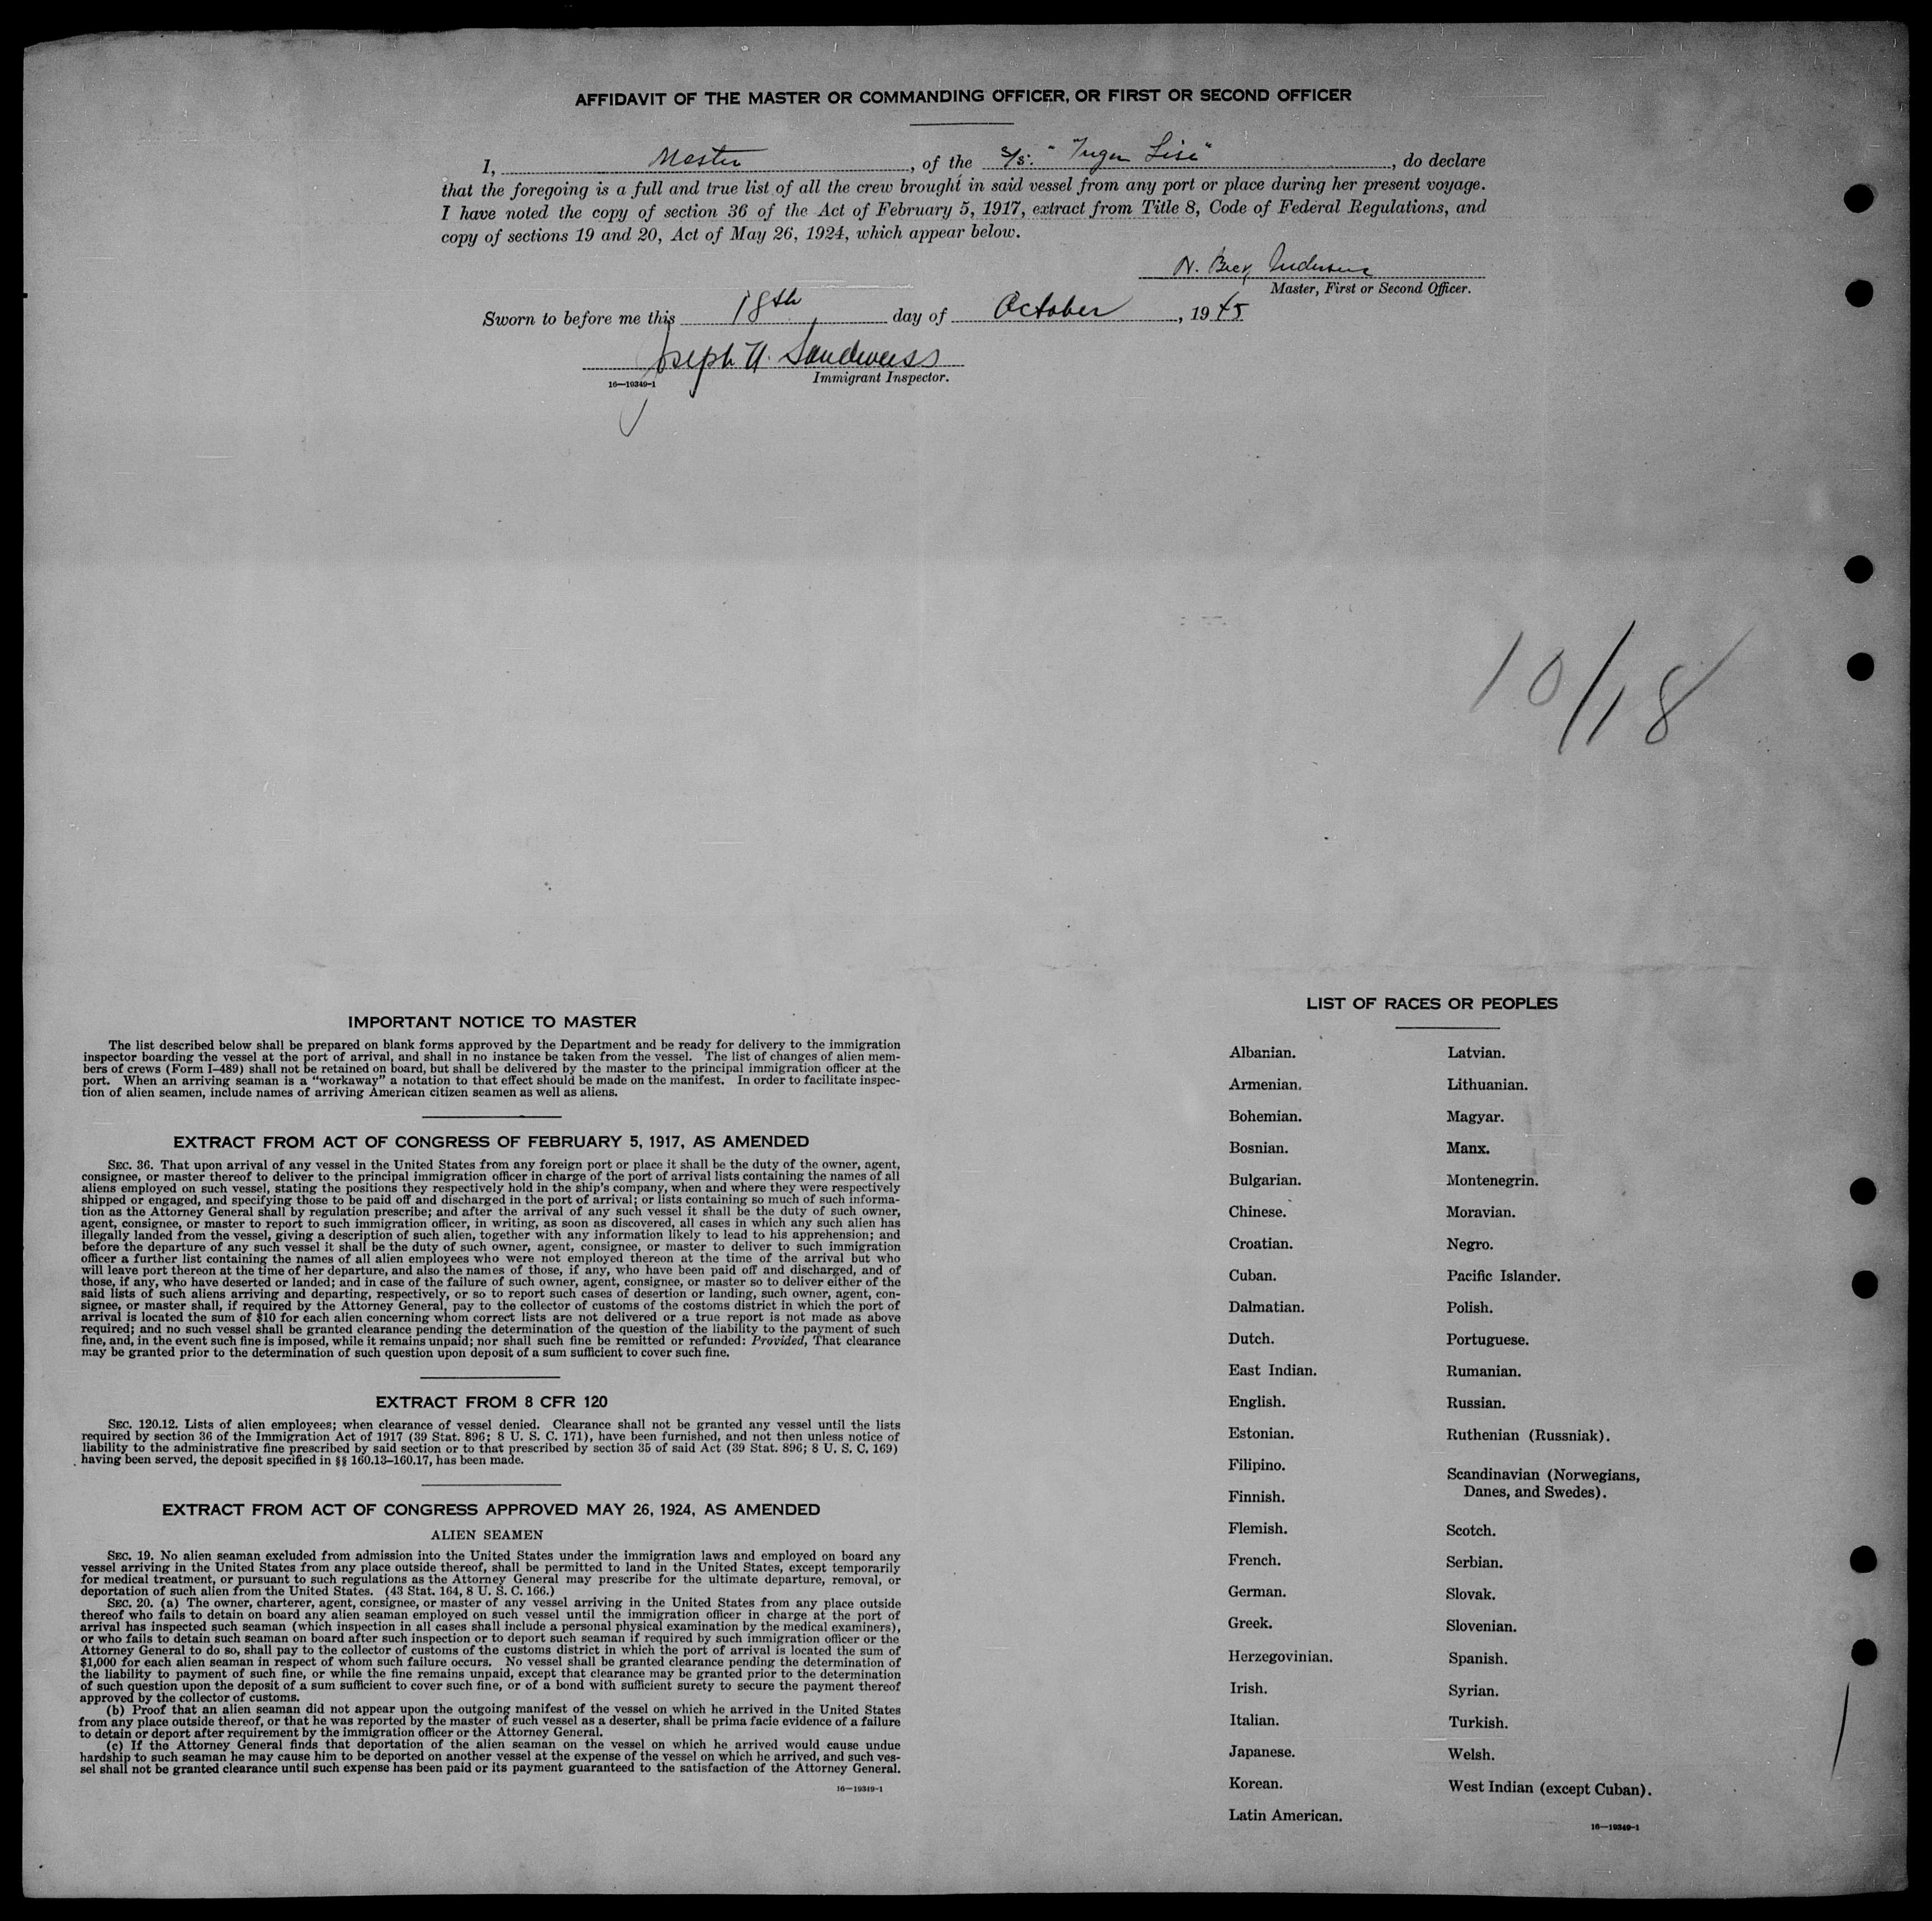 AFFIDAVIT OF THE MASTER OR COMMANDING OFFICER, OR FIRST OR SECOND OFFICER
I, Master, of the S/S. " Lise", do declare
that the foregoing is a full and true list of all the crew brought in said vessel from any port or place during her present voyage.
I have noted the copy of section 36 of the Act of February 5, 1917, extract from Title 8, Code of Federal Regulations, and
copy of sections 19 and 20, Act of May 26, 1924, which appear below.
Andersen
Master, First or Second Officer.
Sworn to before me this 18th day of October, 1945
Joseph H. Sandweiss
16—19349-1 Immigrant Inspector.
10/18
IMPORTANT NOTICE TO MASTER
The list described below shall be prepared on blank forms approved by the Department and be ready for delivery to the immigration
inspector boarding the vessel at the port of arrival, and shall in no instance be taken from the vessel. The list of changes of alien mem-
bers of crews (Form I–489) shall not be retained on board, but shall be delivered by the master to the principal immigration officer at the
port. When an arriving seaman is a "workaway" a notation to that effect should be made on the manifest. In order to facilitate inspec-
tion of alien seamen, include names of arriving American citizen seamen as well as aliens.
EXTRACT FROM ACT OF CONGRESS OF FEBRUARY 5, 1917, AS AMENDED
SEC. 36. That upon arrival of any vessel in the United States from any foreign port or place it shall be the duty of the owner, agent,
consignee, or master thereof to deliver to the principal immigration officer in charge of the port of arrival lists containing the names of all
aliens employed on such vessel, stating the positions they respectively hold in the ship's company, when and where they were respectively
shipped or engaged, and specifying those to be paid off and discharged in the port of arrival; or lists containing so much of such informa-
tion as the Attorney General shall by regulation prescribe; and after the arrival of any such vessel it shall be the duty of such owner,
agent, consignee, or master to report to such immigration officer, in writing, as soon as discovered, all cases in which any such alien has
illegally landed from the vessel, giving a description of such alien, together with any information likely to lead to his apprehension; and
before the departure of any such vessel it shall be the duty of such owner, agent, consignee, or master to deliver to such immigration
officer a further list containing the names of all alien employees who were not employed thereon at the time of the arrival but who
will leave port thereon at the time of her departure, and also the names of those, if any, who have been paid off and discharged, and of
those, if any, who have deserted or landed; and in case of the failure of such owner, agent, consignee, or master so to deliver either of the
said lists of such aliens arriving and departing, respectively, or so to report such cases of desertion or landing, such owner, agent, con-
signee, or master shall, if required by the Attorney General, pay to the collector of customs of the costoms district in which the port of
arrival is located the sum of $10 for each alien concerning whom correct lists are not delivered or a true report is not made as above
required; and no such vessel shall be granted clearance pending the determination of the question of the liability to the payment of such
fine, and, in the event such fine is imposed, while it remains unpaid; nor shall such fine be remitted or refunded: Provided, That clearance
may be granted prior to the determination of such question upon deposit of a sum sufficient to cover such fine.
EXTRACT FROM 8 CFR 120
SEC. 120.12. Lists of alien employees; when clearance of vessel denied. Clearance shall not be granted any vessel until the lists
required by section 36 of the Immigration Act of 1917 (39 Stat. 896; 8 U. S. C. 171), have been furnished, and not then unless notice of
liability to the administrative fine prescribed by said section or to that prescribed by section 35 of said Act (39 Stat. 896; 8 U. S. C. 169)
having been served, the deposit specified in §§ 160.13–160.17, has been made.
EXTRACT FROM ACT OF CONGRESS APPROVED MAY 26, 1924, AS AMENDED
ALIEN SEAMEN
SEC. 19. No alien seaman excluded from admission into the United States under the immigration laws and employed on board any
vessel arriving in the United States from any place outside thereof, shall be permitted to land in the United States, except temporarily
for medical treatment, or pursuant to such regulations as the Attorney General may prescribe for the ultimate departure, removal, or
deportation of such alien from the United States. (43 Stat. 164, 8 U. S. C. 166.)
SEC. 20. (a) The owner, charterer, agent, consignee, or master of any vessel arriving in the United States from any place outside
thereof who fails to detain on board any alien seaman employed on such vessel until the immigration officer in charge at the port of
arrival has inspected such seaman (which inspection in all cases shall include a personal physical examination by the medical examiners),
or who fails to detain such seaman on board after such inspection or to deport such seaman if required by such immigration officer or the
Attorney General to do so, shall pay to the collector of customs of the customs district in which the port of arrival is located the sum of
$1,000 for each alien seaman in respect of whom such failure occurs. No vessel shall be granted clearance pending the determination of
the liability to payment of such fine, or while the fine remains unpaid, except that clearance may be granted prior to the determination
of such question upon the deposit of a sum sufficient to cover such fine, or of a bond with sufficient surety to secure the payment thereof
approved by the collector of customs.
(b) Proof that an alien seaman did not appear upon the outgoing manifest of the vessel on which he arrived in the United States
from any place outside thereof, or that he was reported by the master of such vessel as a deserter, shall be prima facie evidence of a failure
to detain or deport after requirement by the immigration officer or the Attorney General.
(c) If the Attorney General finds that deportation of the alien seaman on the vessel on which he arrived would cause undue
hardship to such seaman he may cause him to be deported on another vessel at the expense of the vessel on which he arrived, and such ves-
sel shall not be granted clearance until such expense has been paid or its payment guaranteed to the satisfaction of the Attorney General.
16—19349-1
LIST OF RACES OR PEOPLES
Albanian.
Armenian.
Bohemian.
Bosnian.
Bulgarian.
Chinese.
Croatian.
Cuban.
Dalmatian.
Dutch.
East Indian.
English.
Estonian.
Filipino.
Finnish.
Flemish.
French.
German.
Greek.
Herzegovinian.
Irish.
Italian.
Japanese.
Korean.
Latin American.
Latvian.
Lithuanian.
Magyar.
Manx.
Montenegrin.
Moravian.
Negro.
Pacific Islander.
Polish.
Portuguese.
Rumanian.
Russian.
Ruthenian (Russniak).
Scandinavian (Norwegians,
Danes, and Swedes).
Scotch.
Serbian.
Slovak.
Slovenian.
Spanish.
Syrian.
Turkish.
Welsh.
West Indian (except Cuban).
16—19349-1